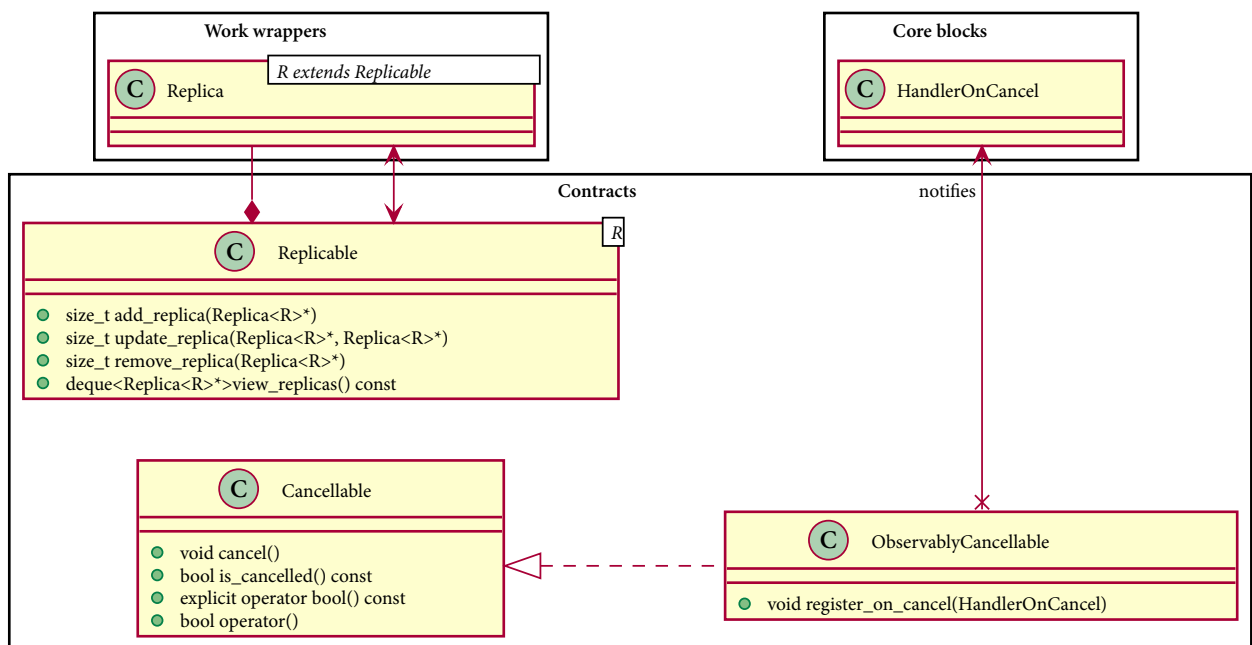 Work wrappers
R extends Replicable
C Replica
Core blocks
C HandlerOnCancel
Contracts
notifies
R
C Replicable
size_t add_replica(Replica<R>*)
size_t update_replica(Replica<R>*, Replica<R>*)
size_t remove_replica(Replica<R>*)
deque<Replica<R>*>view_replicas() const
C Cancellable
void cancel()
bool is_cancelled() const
explicit operator bool() const
bool operator()
C ObservablyCancellable
void register_on_cancel(HandlerOnCancel)